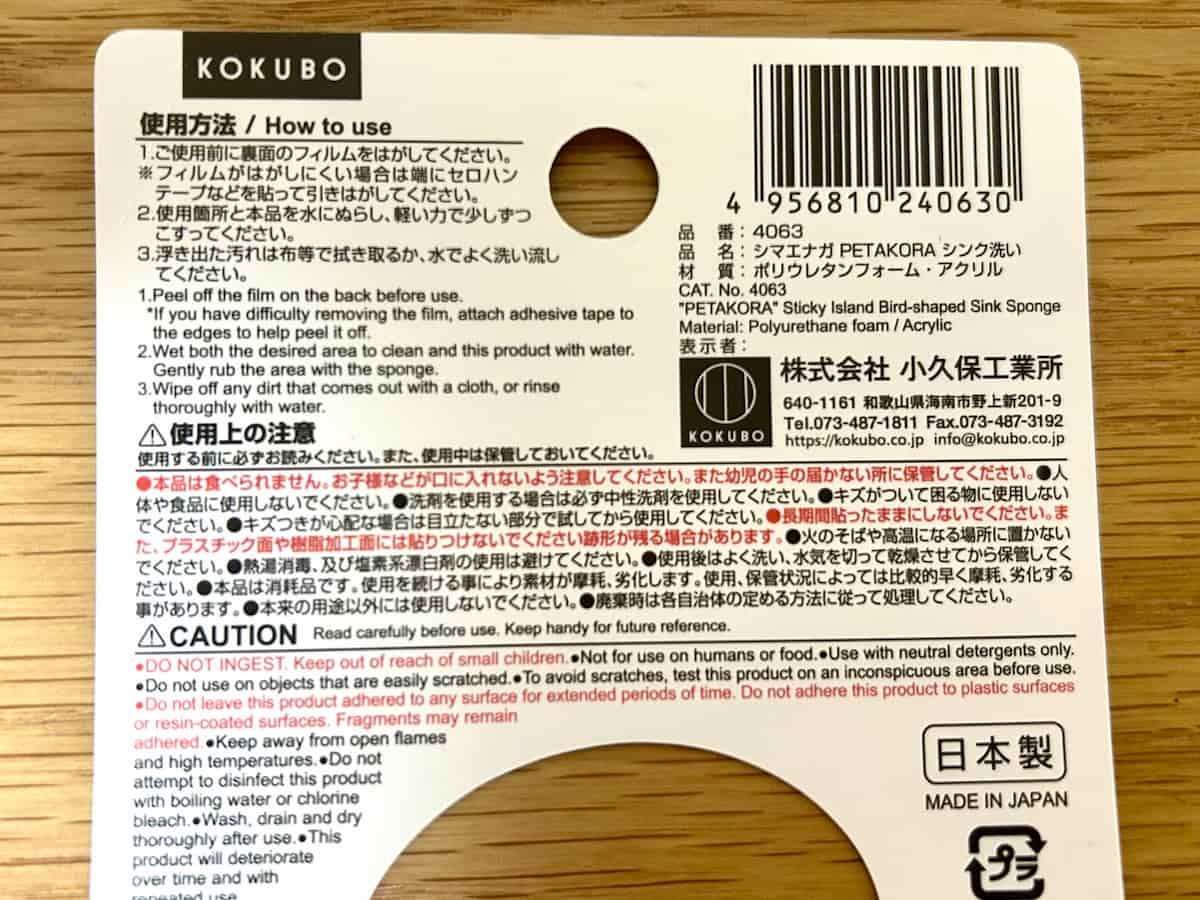 KOKUBO
使用方法 / How to use
1.ご使用前に裏面のフィルムをはがしてください。
※フィルムがはがしにくい場合は端にセロハン
テープなどを貼って引きはがしてください。
2.使用箇所と本品を水にぬらし、軽い力で少しずつ
こすってください。
3.浮き出た汚れは布等で拭き取るか、水でよく洗い流し
てください。
1.Peel off the film on the back before use.
*If you have difficulty removing the film, attach adhesive tape to
the edges to help peel it off.
2.Wet both the desired area to clean and this product with water.
Gently rub the area with the sponge.
3.Wipe off any dirt that comes out with a cloth, or rinse
thoroughly with water.
4 956810 240630
品 番：4063
品 名：シマエナガ PETAKORA シンク洗い
材 質：ポリウレタンフォーム・アクリル
CAT. No. 4063
"PETAKORA" Sticky Island Bird-shaped Sink Sponge
Material: Polyurethane foam / Acrylic
表示者：
KOKUBO
株式会社 小久保工業所
640-1161 和歌山県海南市野上新201-9
Tel.073-487-1811 Fax.073-487-3192
https://kokubo.co.jp info@kokubo.co.jp
⚠使用上の注意
使用する前に必ずお読みください。また、使用中は保管しておいてください。
●本品は食べられません。お子様などが口に入れないよう注意してください。また幼児の手の届かない所に保管してください。●人
体や食品に使用しないでください。●洗剤を使用する場合は必ず中性洗剤を使用してください。●キズがついて困る物に使用しない
でください。●キズつきが心配な場合は目立たない部分で試してから使用してください。●長期間貼ったままにしないでください。ま
た、プラスチック面や樹脂加工面には貼りつけないでください跡形が残る場合があります。●火のそばや高温になる場所に置かない
でください。●熱湯消毒、及び塩素系漂白剤の使用は避けてください。●使用後はよく洗い、水気を切って乾燥させてから保管してく
ださい。●本品は消耗品です。使用を続ける事により素材が摩耗、劣化します。使用、保管状況によっては比較的早く摩耗、劣化する
事があります。●本来の用途以外には使用しないでください。●廃棄時は各自治体の定める方法に従って処理してください。
⚠CAUTION Read carefully before use. Keep handy for future reference.
●DO NOT INGEST. Keep out of reach of small children.●Not for use on humans or food.●Use with neutral detergents only.
●Do not use on objects that are easily scratched.●To avoid scratches, test this product on an inconspicuous area before use.
●Do not leave this product adhered to any surface for extended periods of time. Do not adhere this product to plastic surfaces
or resin-coated surfaces. Fragments may remain
adhered.●Keep away from open flames
and high temperatures.●Do not
attempt to disinfect this product
with boiling water or chlorine
bleach.●Wash, drain and dry
thoroughly after use.●This
product will deteriorate
over time and with
repeated use
日本製
MADE IN JAPAN
プラ